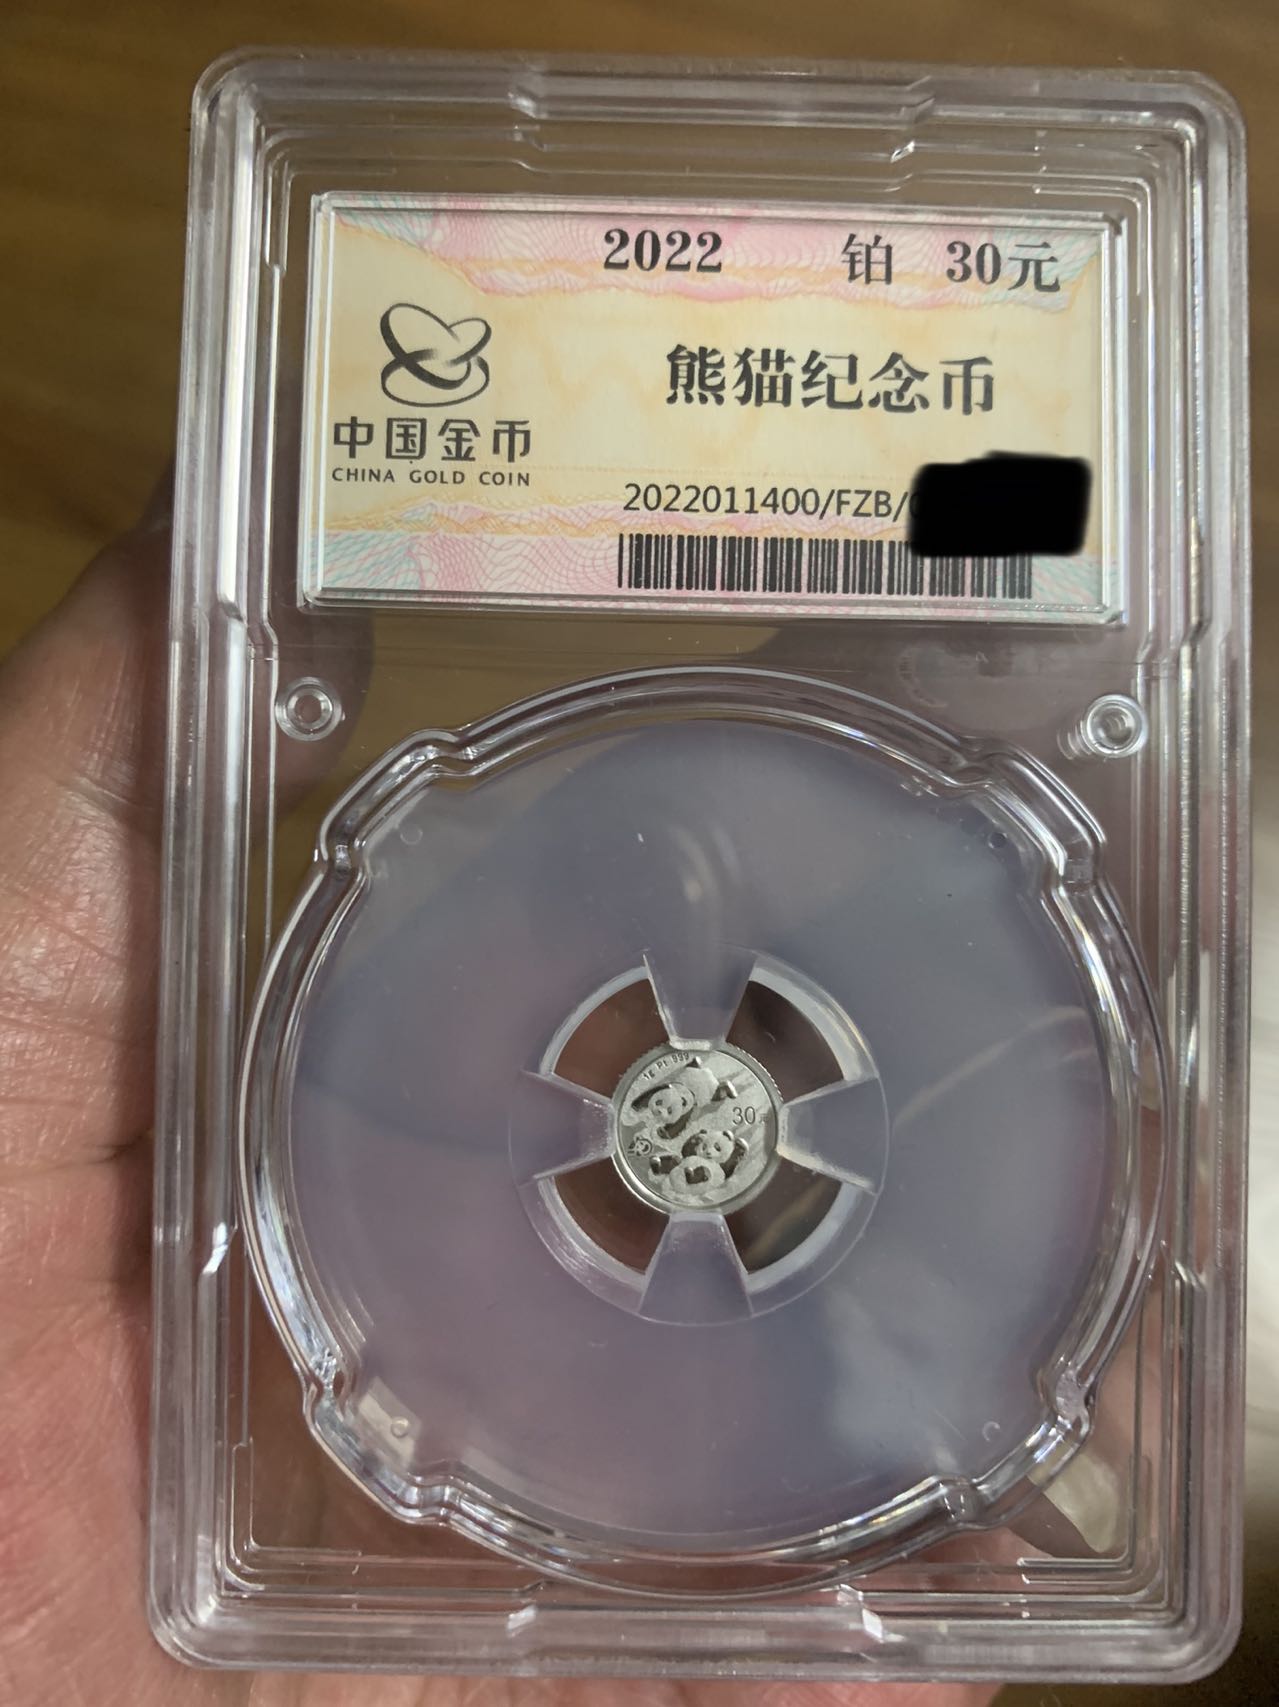 2022 铂 30元
熊猫纪念币
中国金币
CHINA GOLD COIN
2022011400/FZB/
1g Pt 999
30元